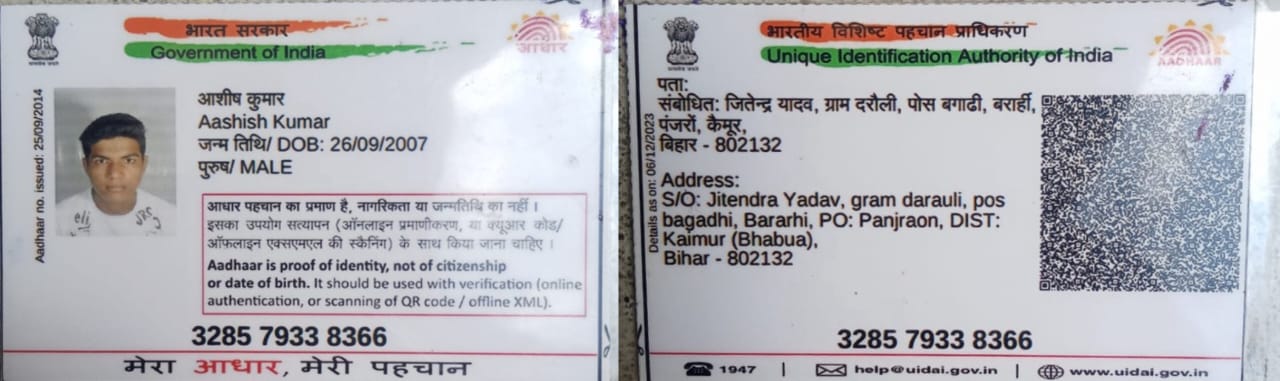 भारत सरकार
Government of India
आधार
Aadhaar no. issued: 25/09/2014
आशीष कुमार
Aashish Kumar
जन्म तिथि/ DOB: 26/09/2007
पुरुष/ MALE
आधार पहचान का प्रमाण है, नागरिकता या जन्मतिथि का नहीं ।
इसका उपयोग सत्यापन (ऑनलाइन प्रमाणीकरण, या क्यूआर कोड/
ऑफलाइन एक्सएमएल की स्कैनिंग) के साथ किया जाना चाहिए ।
Aadhaar is proof of identity, not of citizenship
or date of birth. It should be used with verification (online
authentication, or scanning of QR code / offline XML).
3285 7933 8366
मेरा आधार, मेरी पहचान
भारतीय विशिष्ट पहचान प्राधिकरण
Unique Identification Authority of India
AADHAAR
Details as on: 06/12/2023
पता:
संबोधित: जितेन्द्र यादव, ग्राम दरौली, पोस बगाढी, बरार्ही,
पंजरों, कैमूर,
बिहार - 802132
Address:
S/O: Jitendra Yadav, gram darauli, pos
bagadhi, Bararhi, PO: Panjraon, DIST:
Kaimur (Bhabua),
Bihar - 802132
3285 7933 8366
1947 | help@uidai.gov.in | www.uidai.gov.in